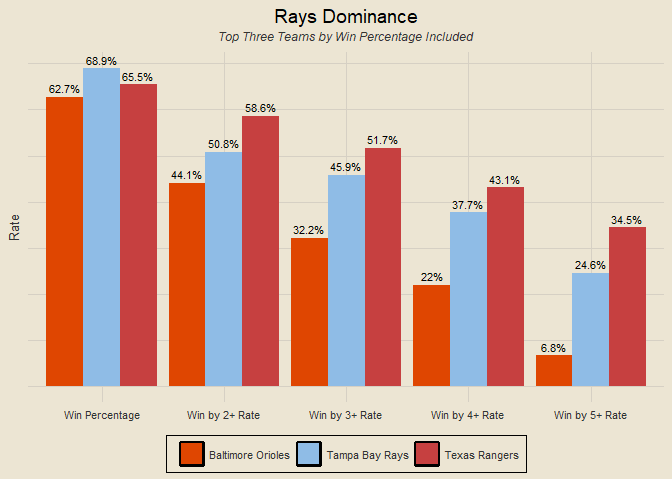 Rays Dominance
Top Three Teams by Win Percentage Included
62.7% 68.9% 65.5%
44.1% 50.8% 58.6%
32.2% 45.9% 51.7%
22% 37.7% 43.1%
6.8% 24.6% 34.5%
Rate
Win Percentage Win by 2+ Rate Win by 3+ Rate Win by 4+ Rate Win by 5+ Rate
Baltimore Orioles Tampa Bay Rays Texas Rangers